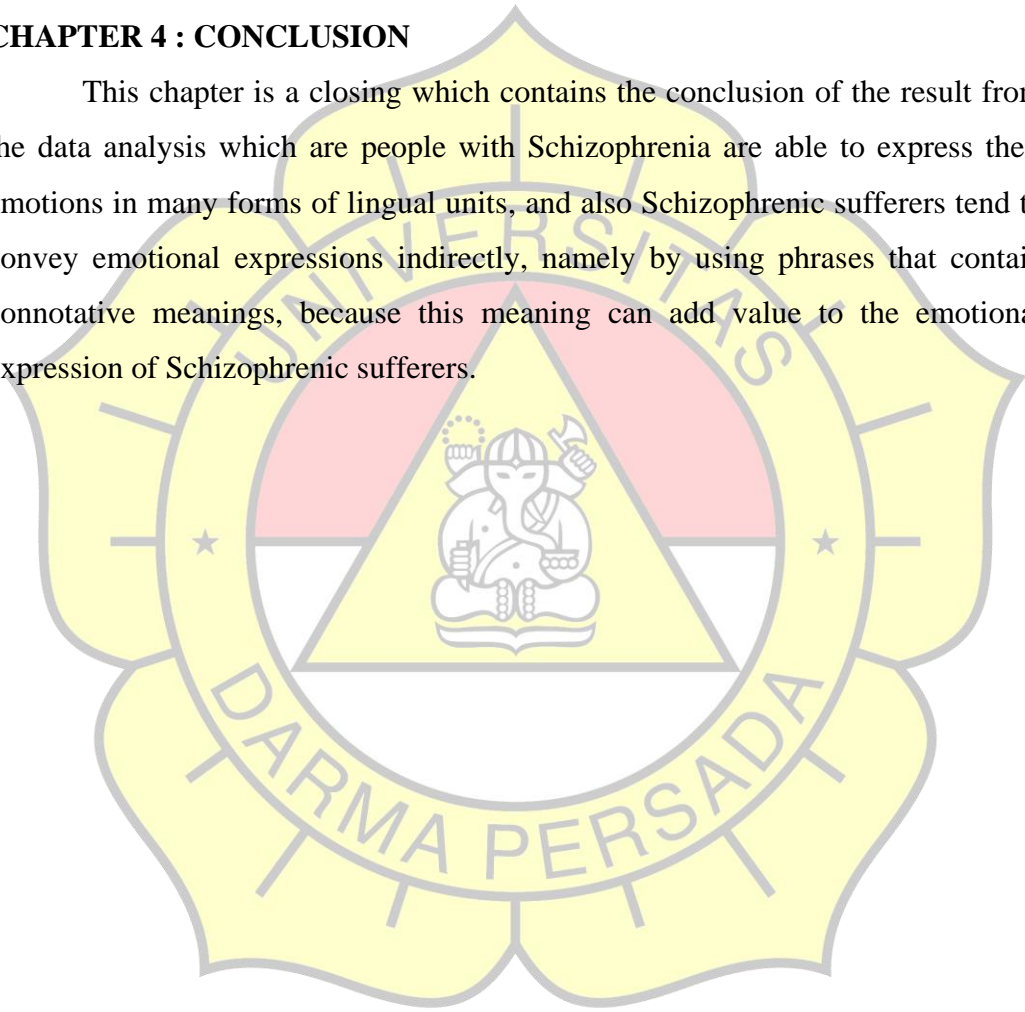 CHAPTER 4 : CONCLUSION
This chapter is a closing which contains the conclusion of the result from
he data analysis which are people with Schizophrenia are able to express the
motions in many forms of lingual units, and also Schizophrenic sufferers tend t
onvey emotional expressions indirectly, namely by using phrases that contai
onnotative meanings, because this meaning can add value to the emotiona
xpression of Schizophrenic sufferers.
UNIVERSITAS
DARMA PERSADA